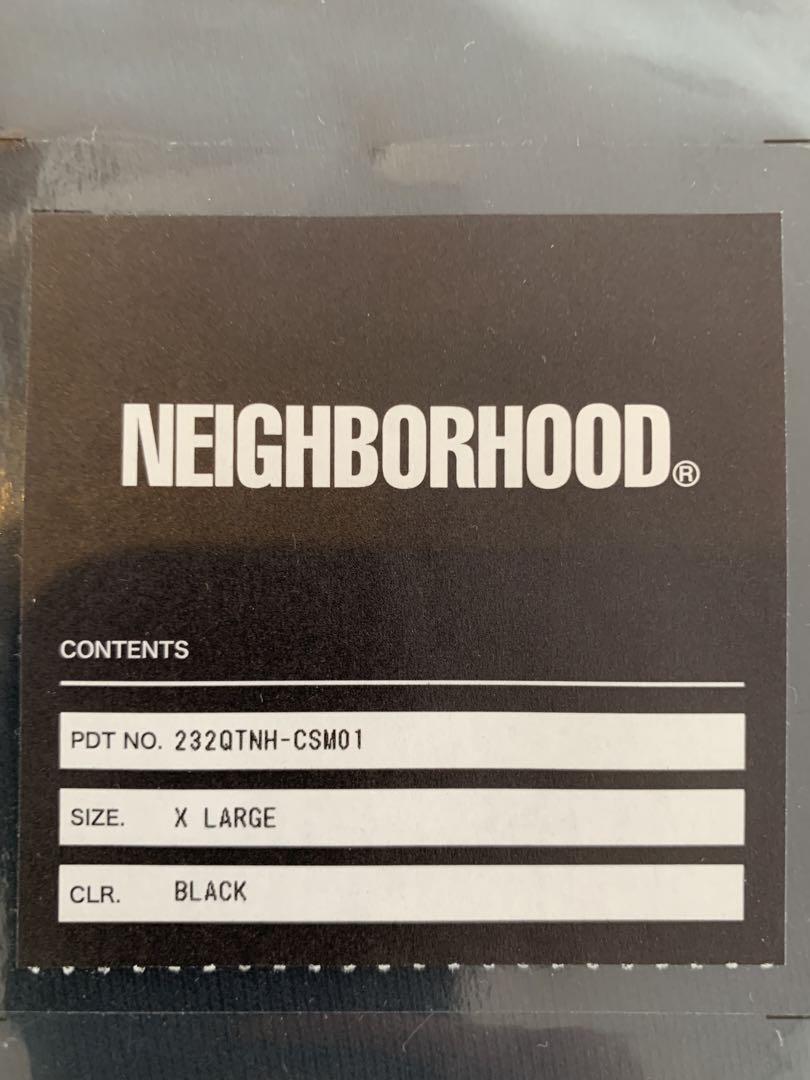 NEIGHBORHOOD®
CONTENTS
PDT NO. 232QTNH-CSM01
SIZE. X LARGE
CLR. BLACK